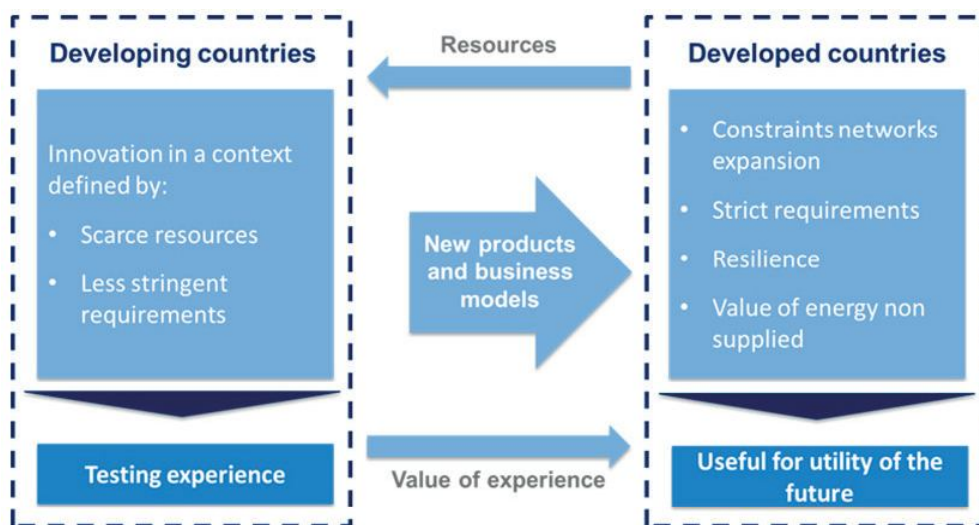 Developing countries
Innovation in a context
defined by:
• Scarce resources
• Less stringent
requirements
Testing experience
Resources
New products
and business
models
Value of experience
Developed countries
• Constraints networks
expansion
• Strict requirements
• Resilience
• Value of energy non
supplied
Useful for utility of the
future